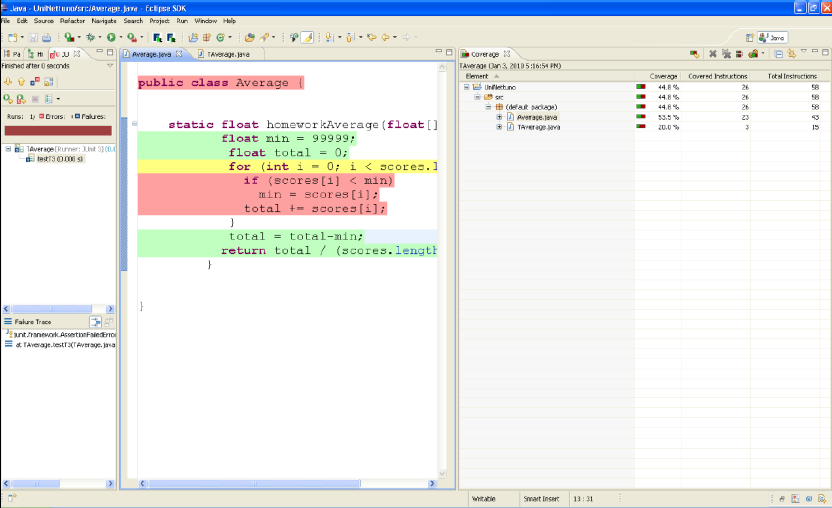 Java - UniNettuno/src/Average.java - Eclipse SDK
File Edit Source Refactor Navigate Search Project Run Window Help
Java
Pa Hi JU
Finished after 0 seconds
Runs: 1/ Errors: Failures:
TAverage [Runner: JUnit 3] (0.0
testT3 (0.000 s)
Failure Trace
junit.framework.AssertionFailedErro
at TAverage.testT3(TAverage.java
Average.java TAverage.java
public class Average {
static float homeworkAverage(float[]
float min = 99999;
float total = 0;
for (int i = 0; i < scores.l
if (scores[i] < min)
min = scores[i];
total += scores[i];
}
total = total-min;
return total / (scores.length
}
}
Coverage
TAverage (Jan 3, 2010 5:16:54 PM)
Element Coverage Covered Instructions Total Instructions
UniNettuno 44.8 % 26 58
src 44.8 % 26 58
(default package) 44.8 % 26 58
Average.java 53.5 % 23 43
TAverage.java 20.0 % 3 15
Writable Smart Insert 13 : 31